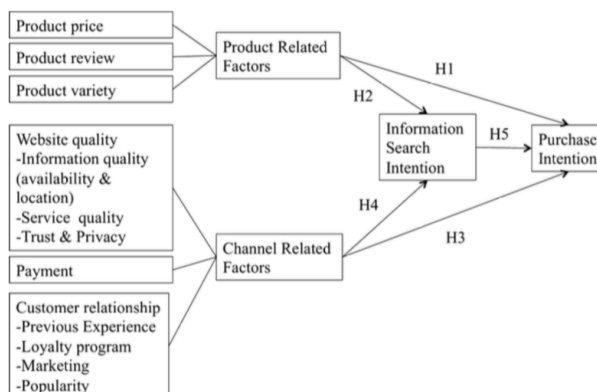 Product price
Product review
Product variety
Product Related
Factors
H1
H2
Information
Search
Intention
H5
Purchase
Intention
Website quality
-Information quality
(availability &
location)
-Service quality
-Trust & Privacy
H4
H3
Channel Related
Factors
Payment
Customer relationship
-Previous Experience
-Loyalty program
-Marketing
-Popularity